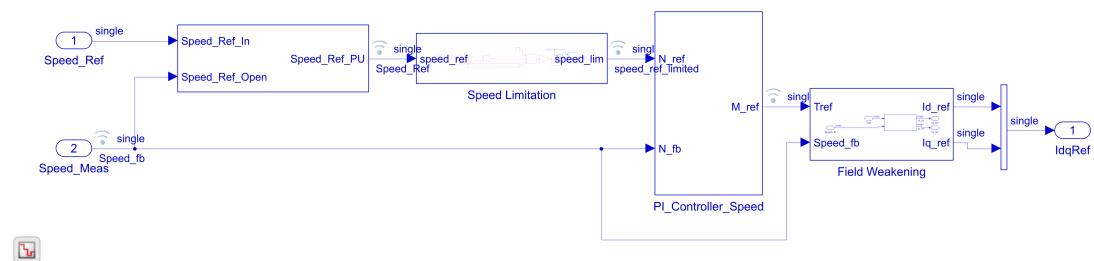 single
1
Speed_Ref
Speed_Ref_In
Speed_Ref_PU
Speed_Ref_Open
single
Speed_Ref
speed_ref
speed_lim
Speed Limitation
singl
speed_ref_limited
N_ref
M_ref
N_fb
PI_Controller_Speed
singl
Tref
Id_ref
Speed_fb
Iq_ref
Field Weakening
single
single
single
1
IdqRef
single
2
Speed_fb
Speed_Meas